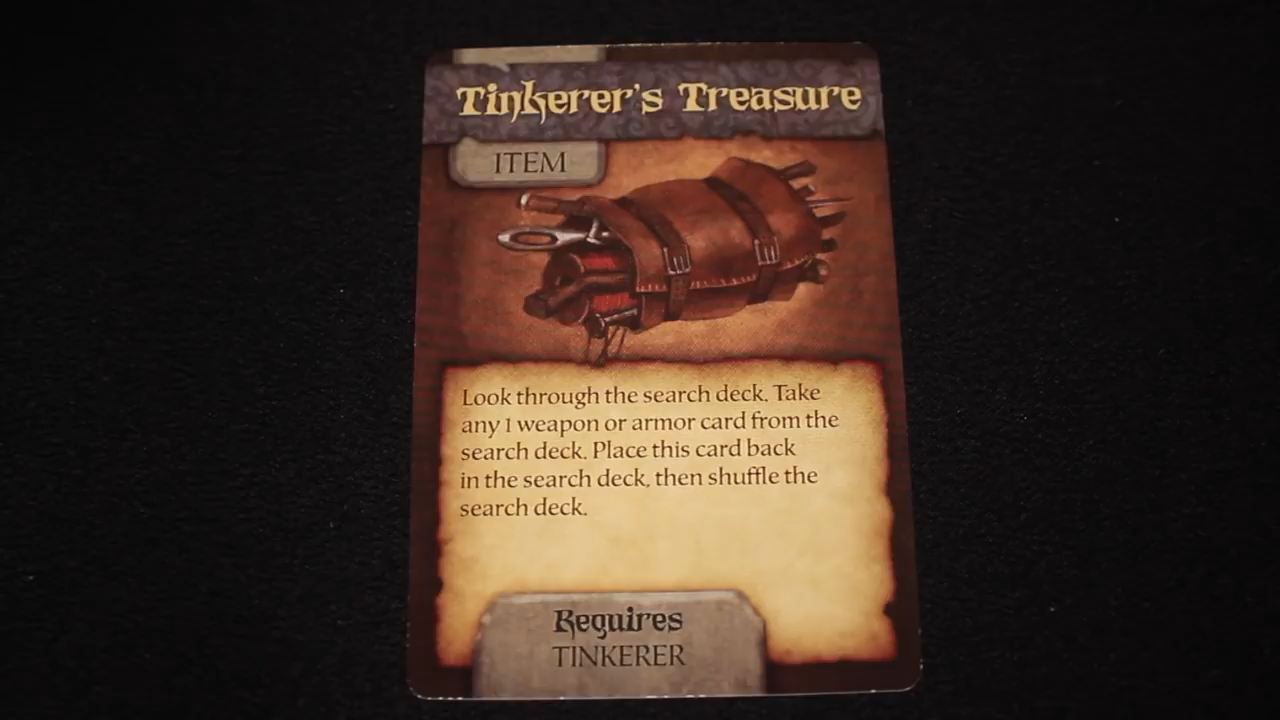 Tinkerer's Treasure
ITEM
Look through the search deck. Take
any 1 weapon or armor card from the
search deck. Place this card back
in the search deck, then shuffle the
search deck.
Requires
TINKERER